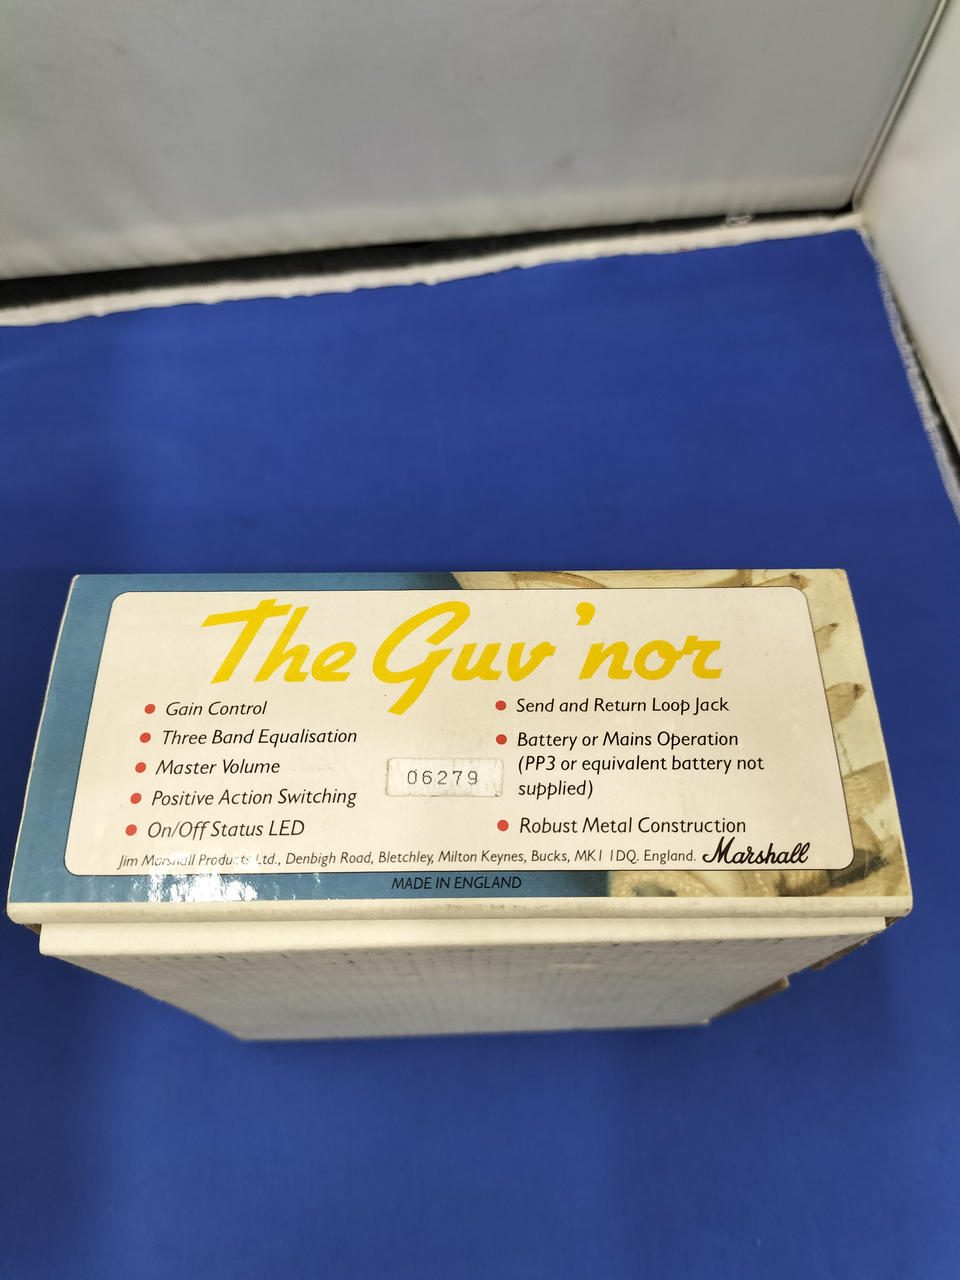 The Guv'nor
Gain Control
Three Band Equalisation
Master Volume
Positive Action Switching
On/Off Status LED
06279
Send and Return Loop Jack
Battery or Mains Operation
(PP3 or equivalent battery not
supplied)
Robust Metal Construction
Jim Marshall Products Ltd., Denbigh Road, Bletchley, Milton Keynes, Bucks, MK1 1DQ. England. Marshall
MADE IN ENGLAND